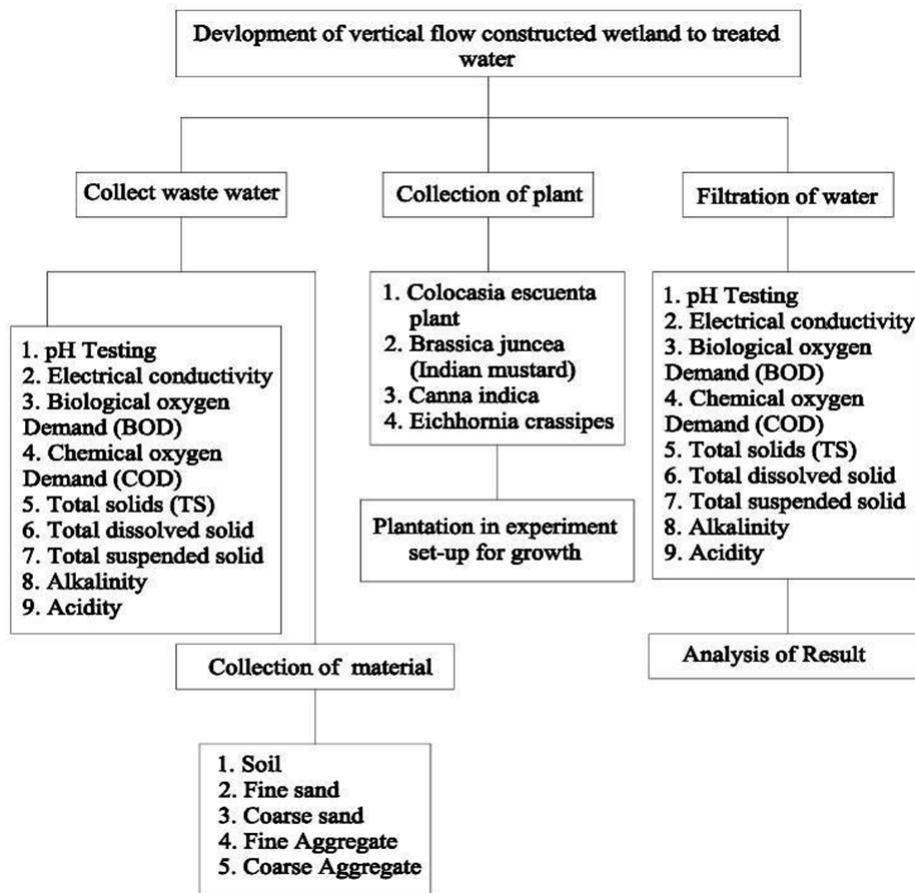 Devlopment of vertical flow constructed wetland to treated
water
Collect waste water
Collection of plant
Filtration of water
1. pH Testing
2. Electrical conductivity
3. Biological oxygen
Demand (BOD)
4. Chemical oxygen
Demand (COD)
5. Total solids (TS)
6. Total dissolved solid
7. Total suspended solid
8. Alkalinity
9. Acidity
1. Colocasia escuenta
plant
2. Brassica juncea
(Indian mustard)
3. Canna indica
4. Eichhornia crassipes
1. pH Testing
2. Electrical conductivity
3. Biological oxygen
Demand (BOD)
4. Chemical oxygen
Demand (COD)
5. Total solids (TS)
6. Total dissolved solid
7. Total suspended solid
8. Alkalinity
9. Acidity
Plantation in experiment
set-up for growth
Collection of material
Analysis of Result
1. Soil
2. Fine sand
3. Coarse sand
4. Fine Aggregate
5. Coarse Aggregate